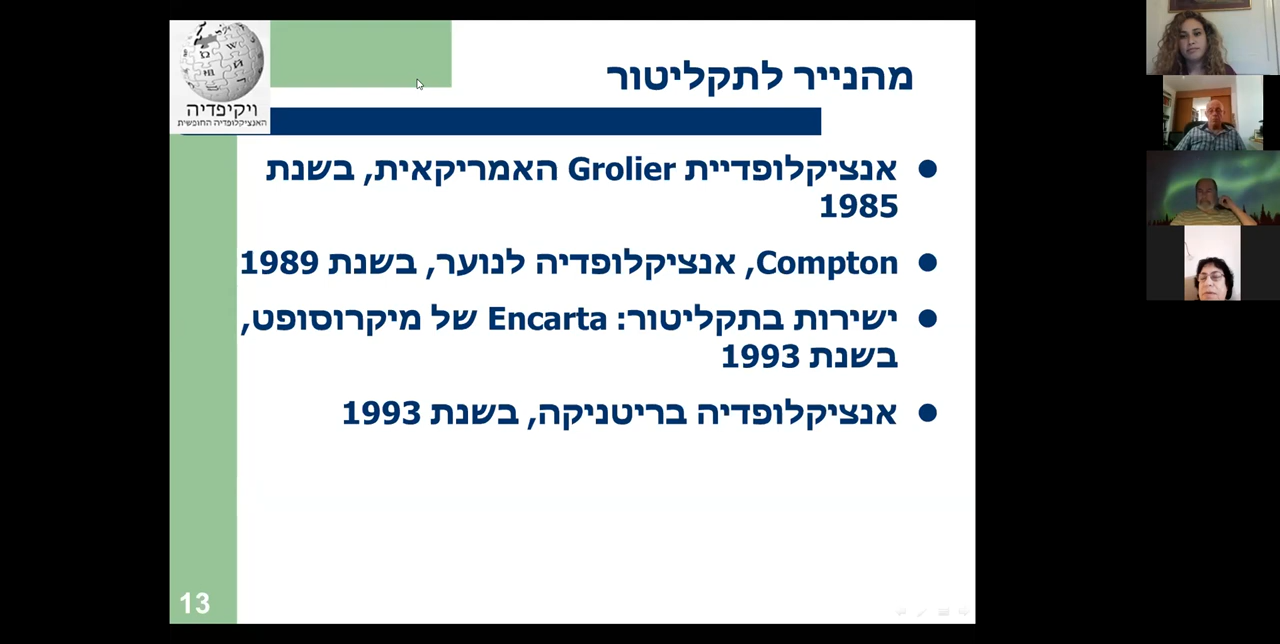 ויקיפדיה
האנציקלופדיה החופשית
מהנייר לתקליטור
אנציקלופדיית Grolier האמריקאית, בשנת
1985
Compton, אנציקלופדיה לנוער, בשנת 1989
ישירות בתקליטור: Encarta של מיקרוסופט,
בשנת 1993
אנציקלופדיה בריטניקה, בשנת 1993
13